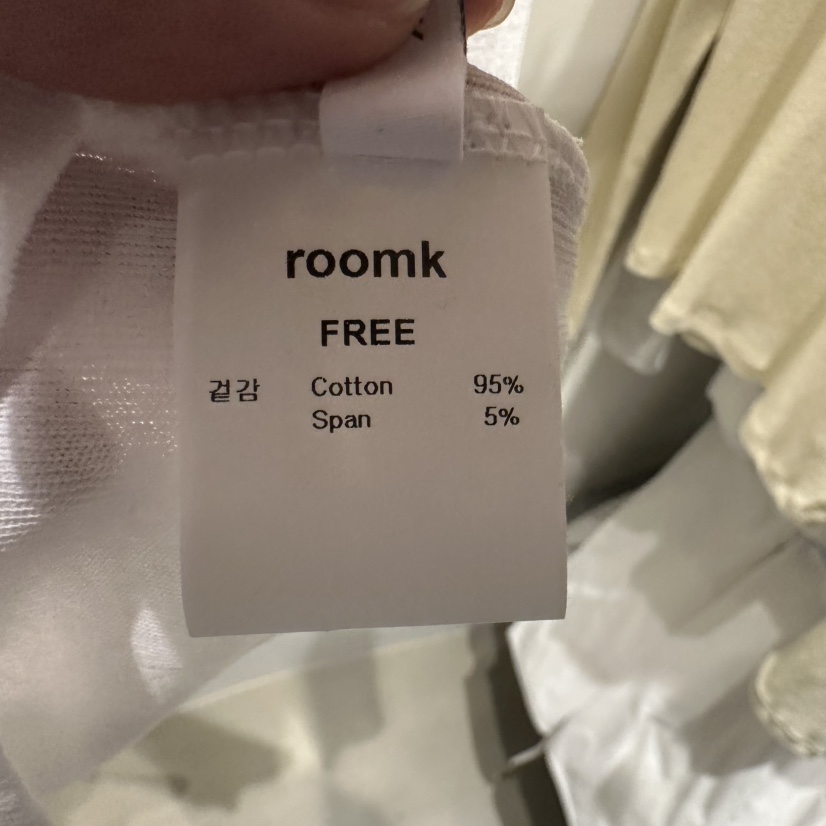 roomk
FREE
겉감 Cotton 95%
Span 5%